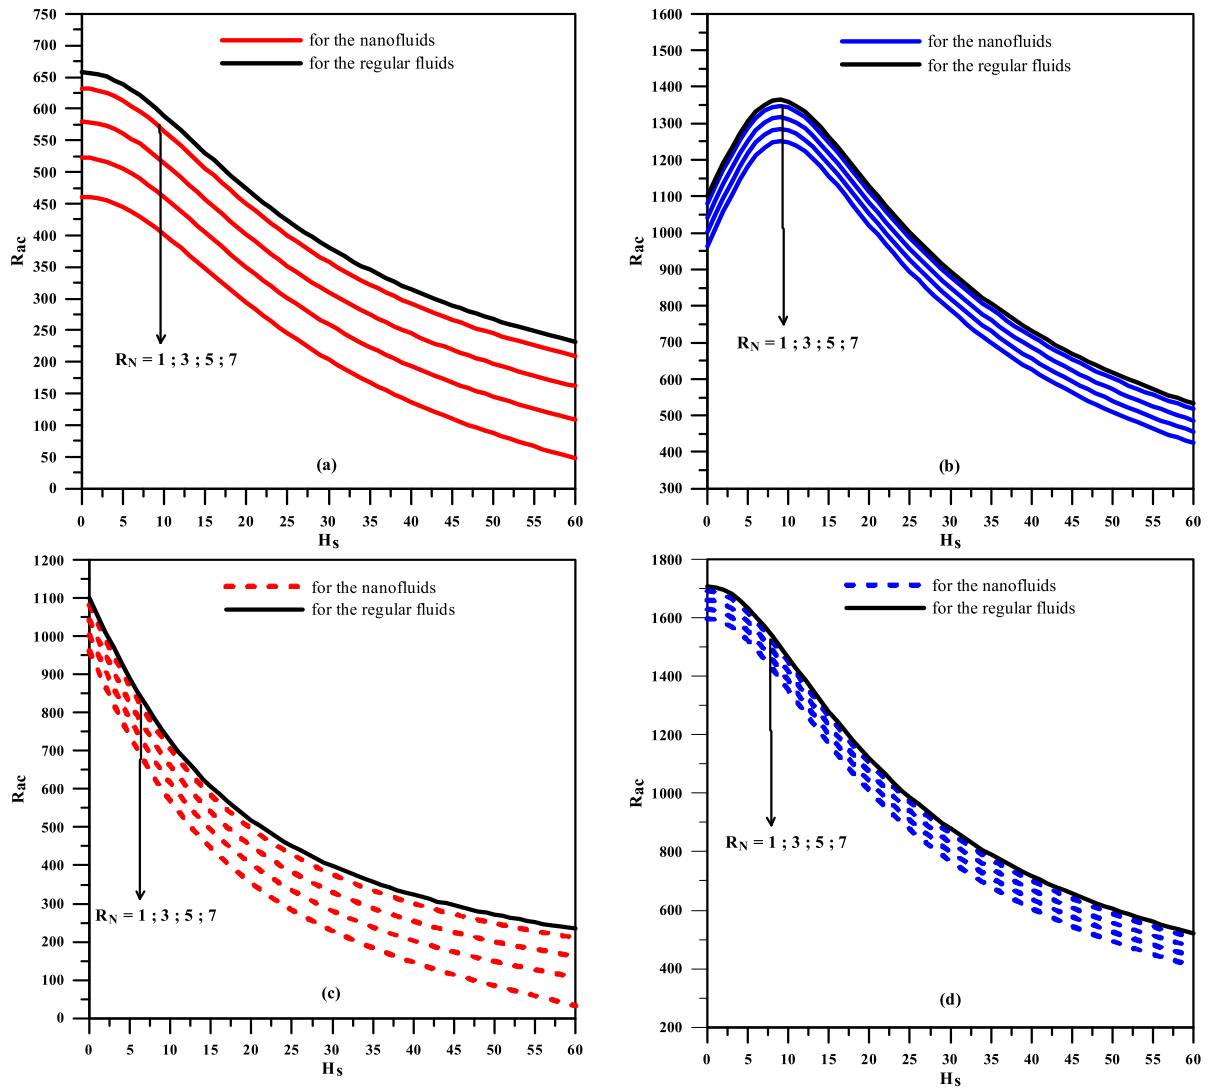 750
700
650
600
550
500
450
400
350
300
250
200
150
100
50
0
Rac
for the nanofluids
for the regular fluids
RN = 1 ; 3 ; 5 ; 7
(a)
0 5 10 15 20 25 30 35 40 45 50 55 60
Hs
1600
1500
1400
1300
1200
1100
1000
900
800
700
600
500
400
300
Rac
for the nanofluids
for the regular fluids
RN = 1 ; 3 ; 5 ; 7
(b)
0 5 10 15 20 25 30 35 40 45 50 55 60
Hs
1200
1100
1000
900
800
700
600
500
400
300
200
100
0
Rac
for the nanofluids
for the regular fluids
RN = 1 ; 3 ; 5 ; 7
(c)
0 5 10 15 20 25 30 35 40 45 50 55 60
Hs
1800
1600
1400
1200
1000
800
600
400
200
Rac
for the nanofluids
for the regular fluids
RN = 1 ; 3 ; 5 ; 7
(d)
0 5 10 15 20 25 30 35 40 45 50 55 60
Hs